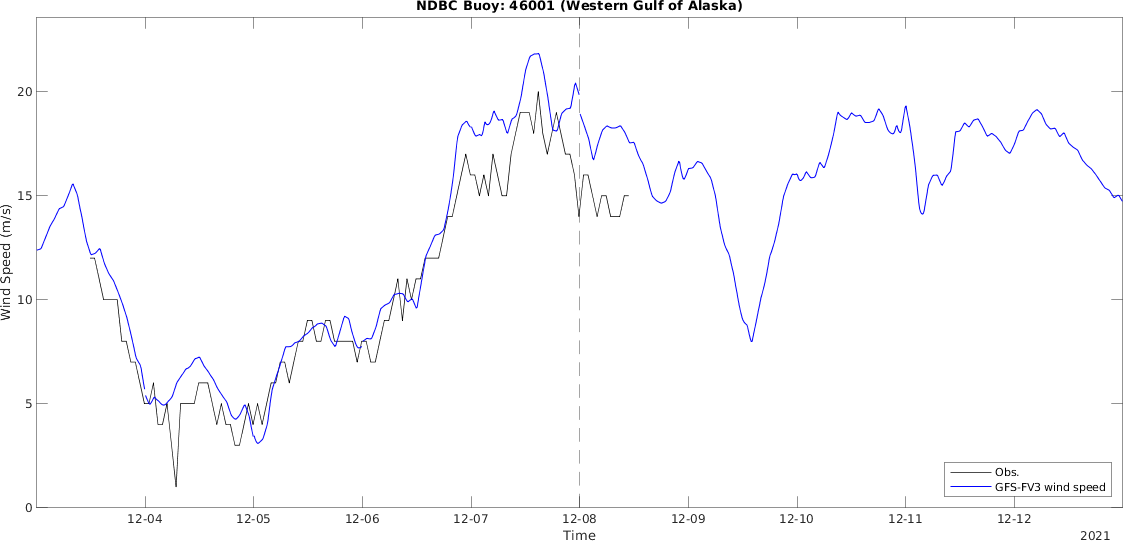 NDBC Buoy: 46001 (Western Gulf of Alaska)
Wind Speed (m/s)
20
15
10
5
0
Obs.
GFS-FV3 wind speed
12-04 12-05 12-06 12-07 12-08 12-09 12-10 12-11 12-12
Time
2021